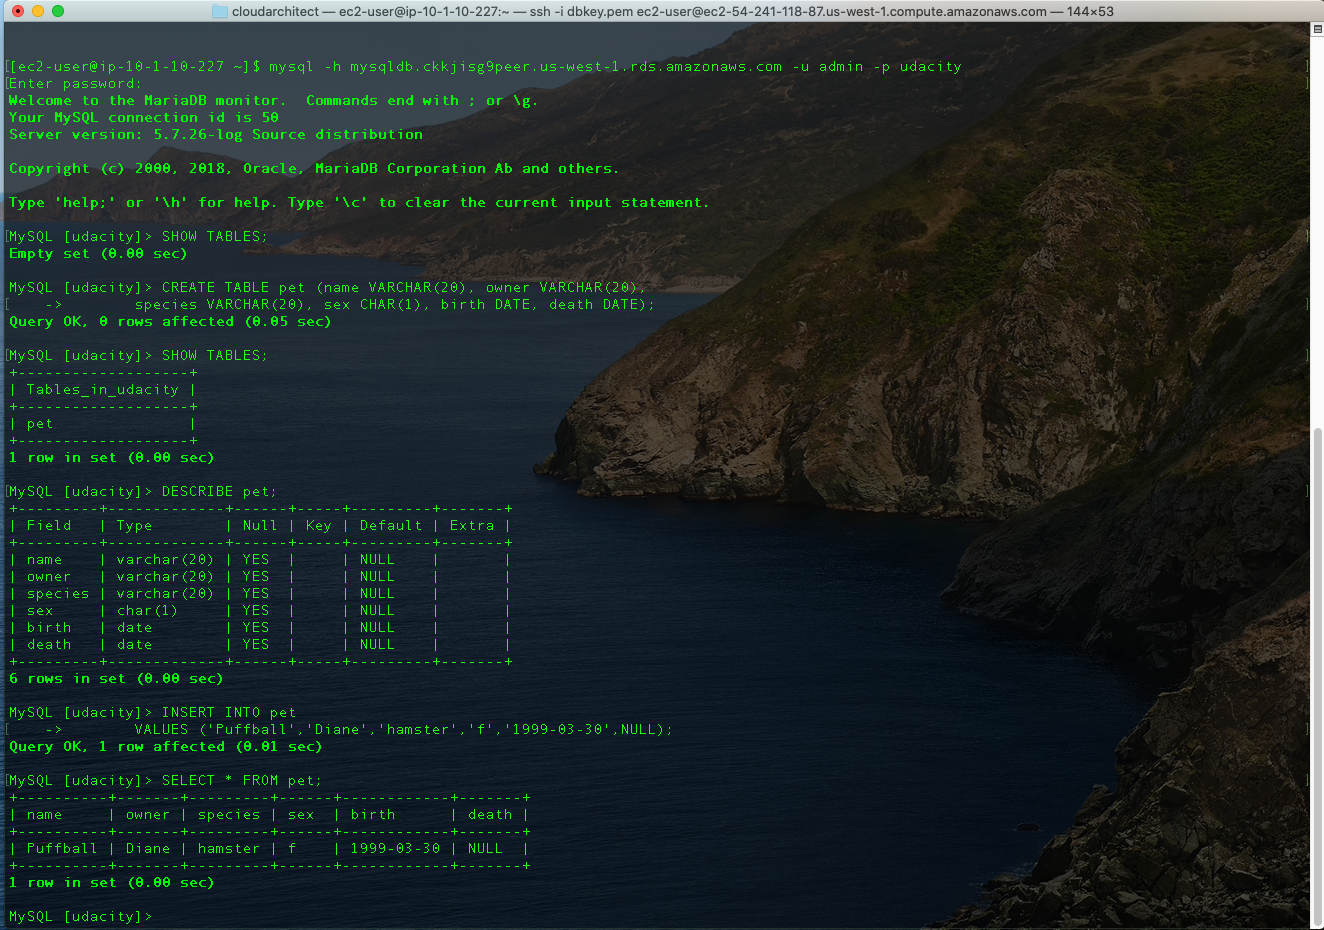 cloudarchitect — ec2-user@ip-10-1-10-227:~ — ssh -i dbkey.pem ec2-user@ec2-54-241-118-87.us-west-1.compute.amazonaws.com — 144×53
[[ec2-user@ip-10-1-10-227 ~]$ mysql -h mysqldb.ckkjisg9peer.us-west-1.rds.amazonaws.com -u admin -p udacity ]
[Enter password: ]
Welcome to the MariaDB monitor.  Commands end with ; or \g.
Your MySQL connection id is 50
Server version: 5.7.26-log Source distribution
Copyright (c) 2000, 2018, Oracle, MariaDB Corporation Ab and others.
Type 'help;' or '\h' for help. Type '\c' to clear the current input statement.
[MySQL [udacity]> SHOW TABLES; ]
Empty set (0.00 sec)
MySQL [udacity]> CREATE TABLE pet (name VARCHAR(20), owner VARCHAR(20),
[    ->        species VARCHAR(20), sex CHAR(1), birth DATE, death DATE); ]
Query OK, 0 rows affected (0.05 sec)
[MySQL [udacity]> SHOW TABLES; ]
+-------------------+
| Tables_in_udacity |
+-------------------+
| pet               |
+-------------------+
1 row in set (0.00 sec)
[MySQL [udacity]> DESCRIBE pet; ]
+---------+-------------+------+-----+---------+-------+
| Field   | Type        | Null | Key | Default | Extra |
+---------+-------------+------+-----+---------+-------+
| name    | varchar(20) | YES  |     | NULL    |       |
| owner   | varchar(20) | YES  |     | NULL    |       |
| species | varchar(20) | YES  |     | NULL    |       |
| sex     | char(1)     | YES  |     | NULL    |       |
| birth   | date        | YES  |     | NULL    |       |
| death   | date        | YES  |     | NULL    |       |
+---------+-------------+------+-----+---------+-------+
6 rows in set (0.00 sec)
MySQL [udacity]> INSERT INTO pet
[    ->        VALUES ('Puffball','Diane','hamster','f','1999-03-30',NULL); ]
Query OK, 1 row affected (0.01 sec)
[MySQL [udacity]> SELECT * FROM pet; ]
+----------+-------+---------+------+------------+-------+
| name     | owner | species | sex  | birth      | death |
+----------+-------+---------+------+------------+-------+
| Puffball | Diane | hamster | f    | 1999-03-30 | NULL  |
+----------+-------+---------+------+------------+-------+
1 row in set (0.00 sec)
MySQL [udacity]>